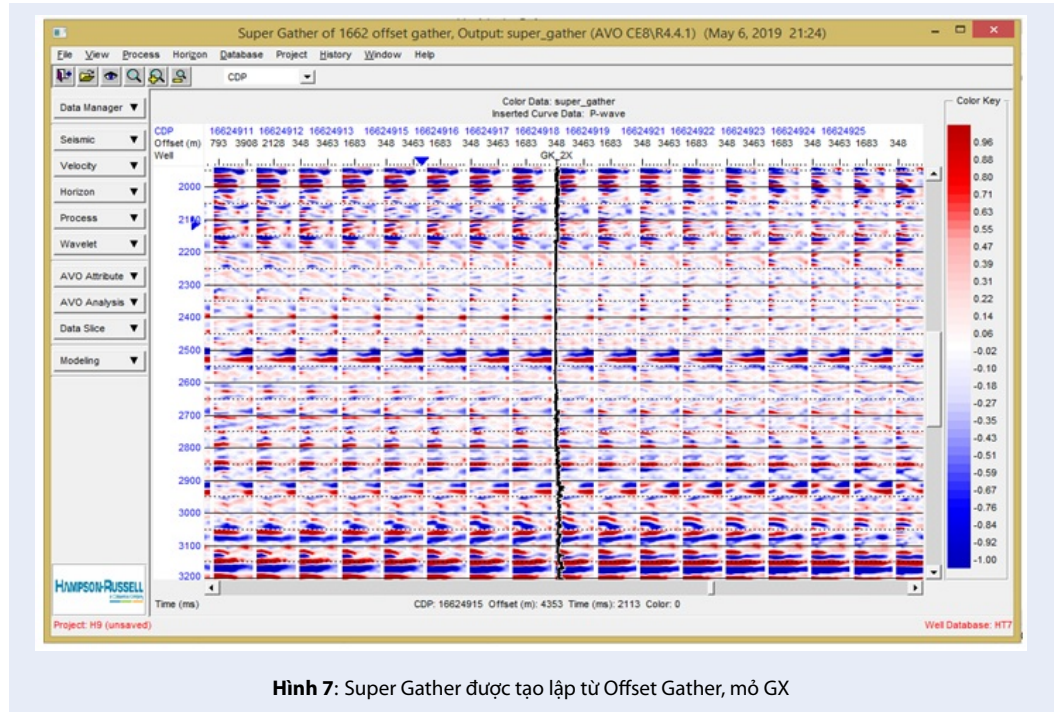 Super Gather of 1662 offset gather, Output: super_gather (AVO CE8\R4.4.1) (May 6, 2019 21:24)
File View Process Horizon Database Project History Window Help
CDP
Data Manager
Seismic
Velocity
Horizon
Process
Wavelet
AVO Attribute
AVO Analysis
Data Slice
Modeling
Color Data: super_gather
Inserted Curve Data: P-wave
CDP 16624911 16624912 16624913 16624915 16624916 16624917 16624918 16624919 16624921 16624922 16624923 16624924 16624925
Offset (m) 793 3908 2128 348 3463 1683 348 3463 1683 348 3463 1683 348 3463 1683 348 3463 1683 348 3463 1683 348 3463 1683 348
Well GK_2X
2000
2100
2200
2300
2400
2500
2600
2700
2800
2900
3000
3100
3200
Time (ms)
CDP: 16624915 Offset (m): 4353 Time (ms): 2113 Color: 0
Color Key
0.96
0.88
0.80
0.71
0.63
0.55
0.47
0.39
0.31
0.22
0.14
0.06
-0.02
-0.10
-0.18
-0.27
-0.35
-0.43
-0.51
-0.59
-0.67
-0.76
-0.84
-0.92
-1.00
HAMPSON-RUSSELL
Project: H9 (unsaved)
Well Database: HT7
Hình 7: Super Gather được tạo lập từ Offset Gather, mỏ GX